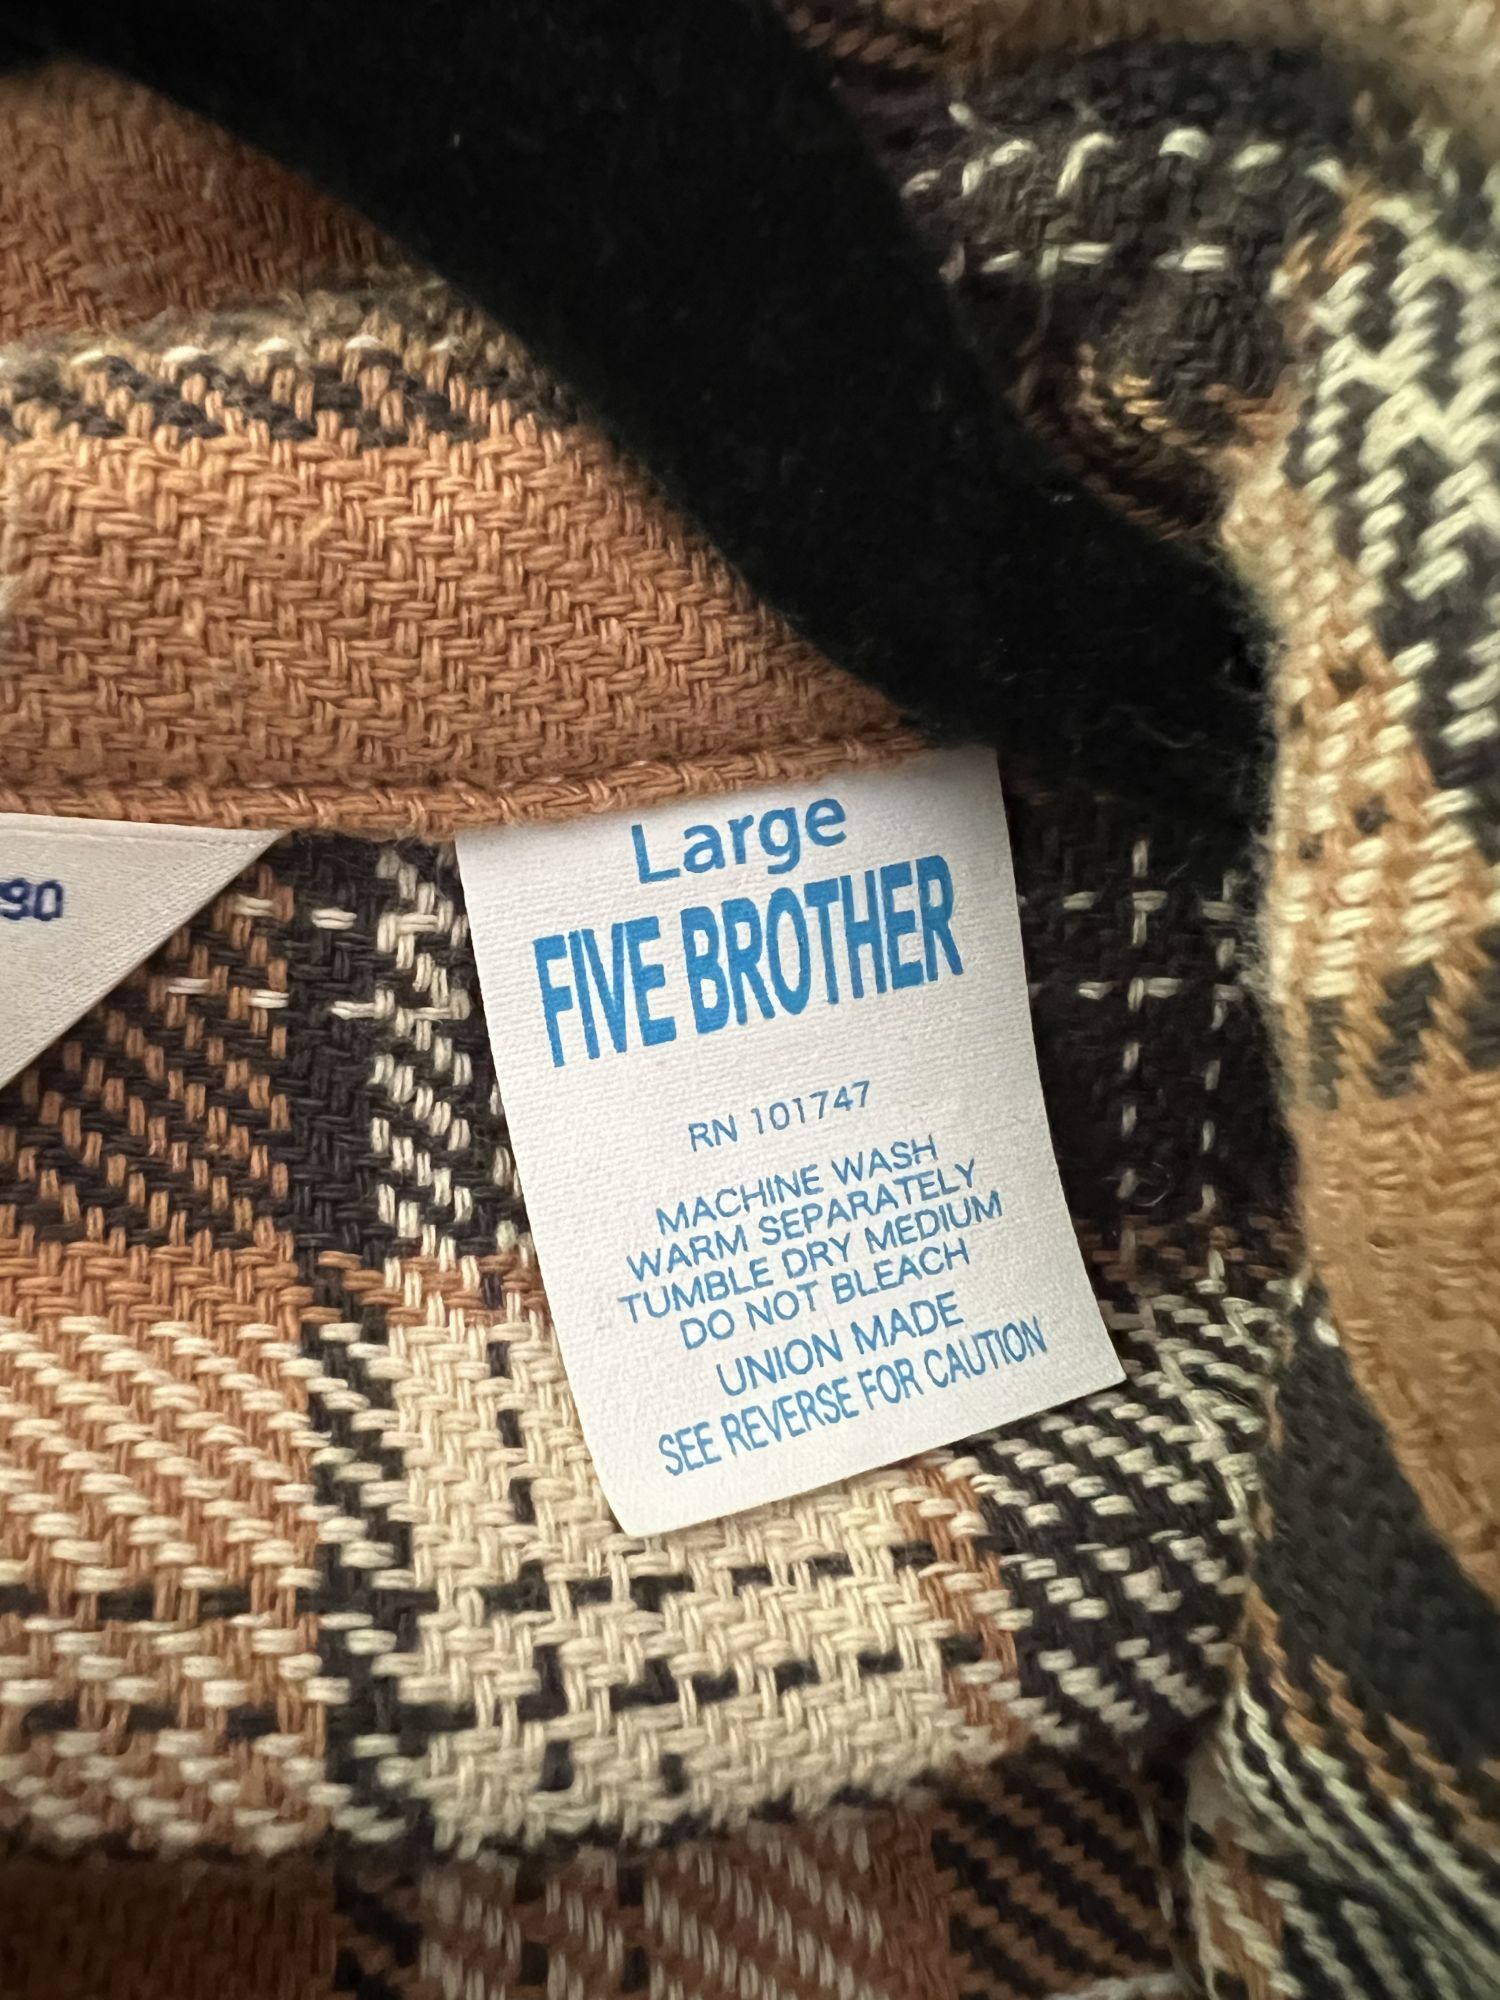 Large
FIVE BROTHER
RN 101747
MACHINE WASH
WARM SEPARATELY
TUMBLE DRY MEDIUM
DO NOT BLEACH
UNION MADE
SEE REVERSE FOR CAUTION
90